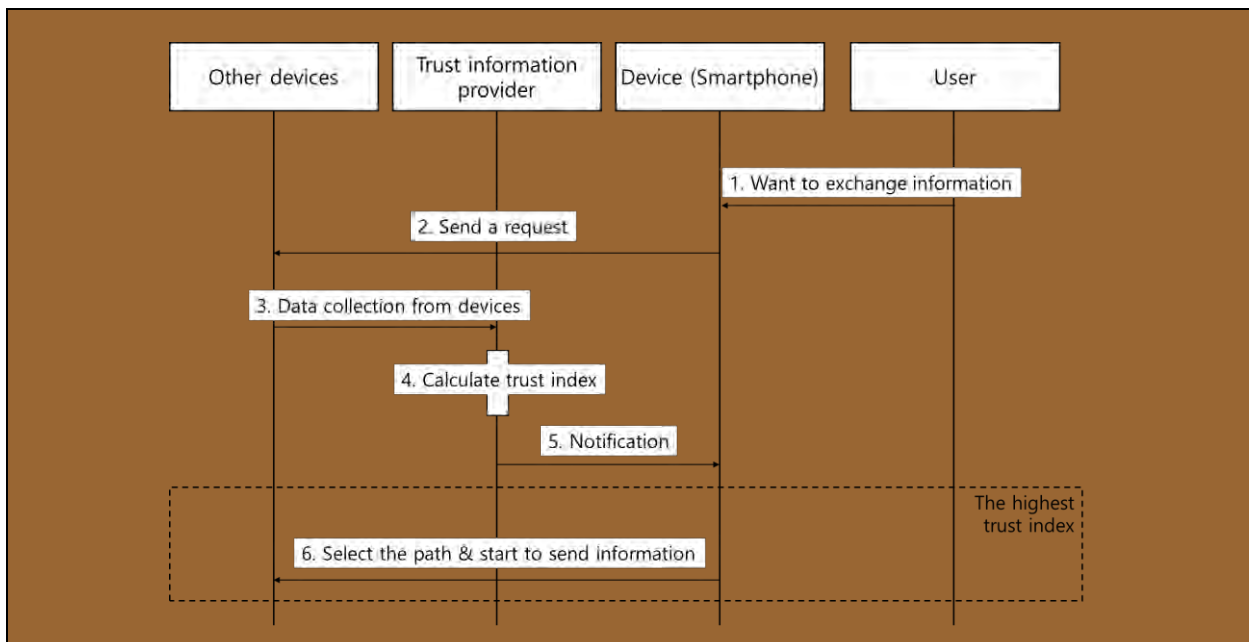 Other devices
Trust information
provider
Device (Smartphone)
User
1. Want to exchange information
2. Send a request
3. Data collection from devices
4. Calculate trust index
5. Notification
The highest
trust index
6. Select the path & start to send information